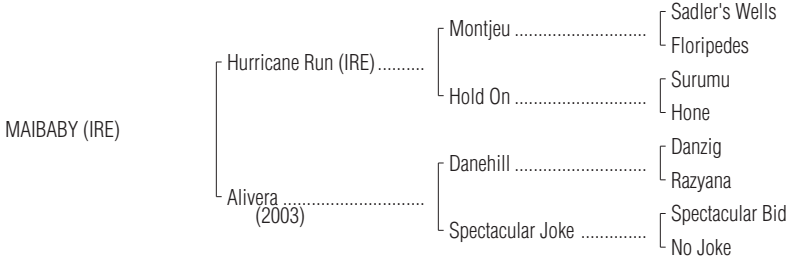 Sadler's Wells
Montjeu ..........................
Floripedes
Hurricane Run (IRE) ..........
Surumu
Hold On ..........................
Hone
MAIBABY (IRE)
Danzig
Danehill ..........................
Razyana
Alivera ............................
(2003)
Spectacular Bid
Spectacular Joke .............
No Joke